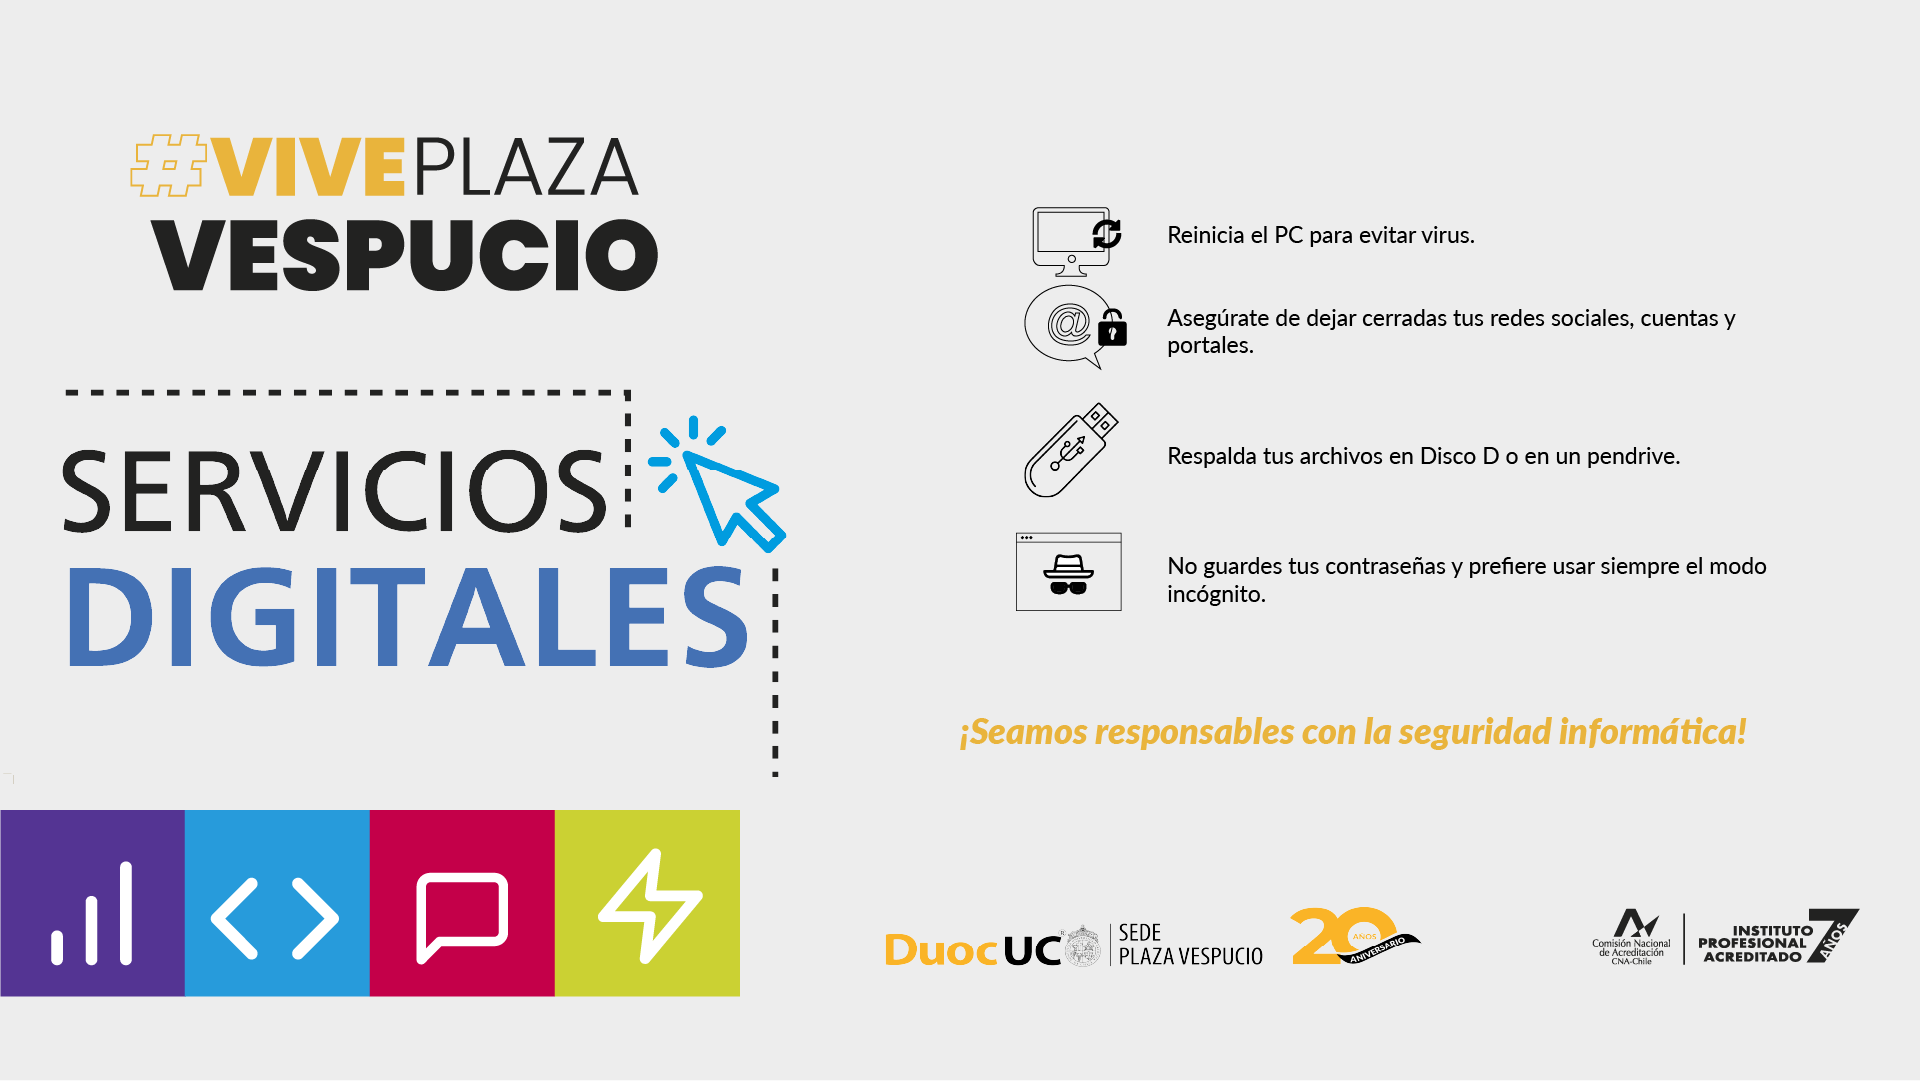 #VIVEPLAZA
VESPUCIO
SERVICIOS
DIGITALES
Reinicia el PC para evitar virus.
Asegúrate de dejar cerradas tus redes sociales, cuentas y
portales.
Respalda tus archivos en Disco D o en un pendrive.
No guardes tus contraseñas y prefiere usar siempre el modo
incógnito.
¡Seamos responsables con la seguridad informática!
Duoc UC®
SEDE
PLAZA VESPUCIO
20
AÑOS
ANIVERSARIO
Comisión Nacional
de Acreditación
CNA-Chile
INSTITUTO
PROFESIONAL
ACREDITADO
7 AÑOS